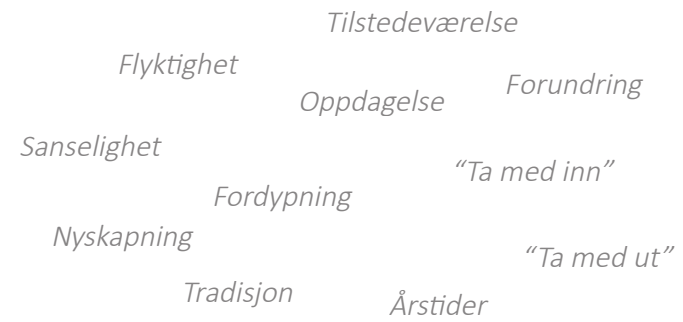 Tilstedeværelse
Flyktighet
Forundring
Oppdagelse
Sanselighet
“Ta med inn”
Fordypning
Nyskapning
“Ta med ut”
Tradisjon
Årstider